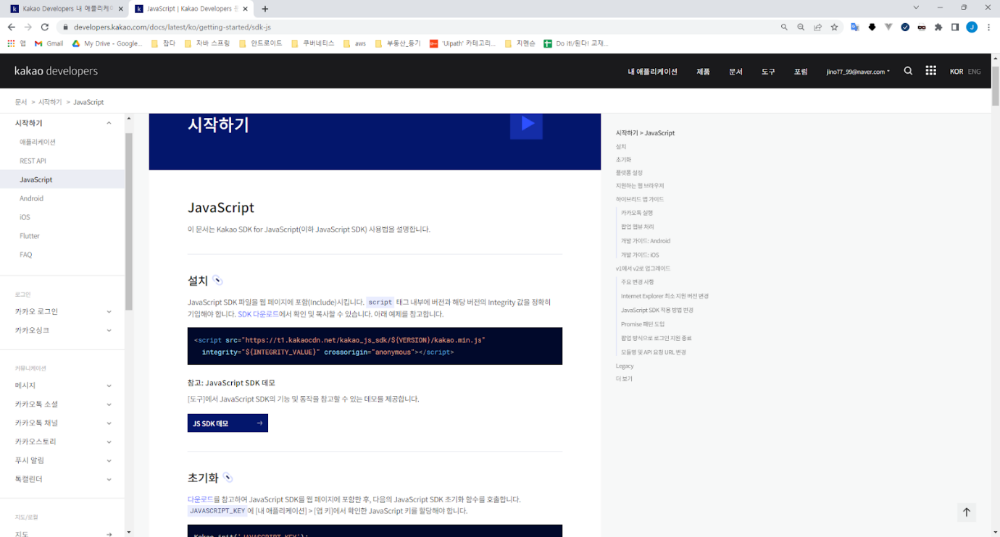 Kakao Developers 내 애플리케이
JavaScript | Kakao Developers 문
developers.kakao.com/docs/latest/ko/getting-started/sdk-js
앱
Gmail
My Drive - Google...
잡다
자바 스프링
안드로이드
쿠버네티스
aws
부동산_등기
'Uipath' 카테고리...
지멘슨
Do it!/된다! 교재...
kakao developers
내 애플리케이션
제품
문서
도구
포럼
jino77_99@naver.com
KOR ENG
문서 > 시작하기 > JavaScript
시작하기
애플리케이션
REST API
JavaScript
Android
iOS
Flutter
FAQ
로그인
카카오 로그인
카카오싱크
커뮤니케이션
메시지
카카오톡 소셜
카카오톡 채널
카카오스토리
푸시 알림
톡캘린더
지도/로컬
지도
시작하기
JavaScript
이 문서는 Kakao SDK for JavaScript(이하 JavaScript SDK) 사용법을 설명합니다.
설치
JavaScript SDK 파일을 웹 페이지에 포함(Include)시킵니다. script 태그 내부에 버전과 해당 버전의 Integrity 값을 정확히
기입해야 합니다. SDK 다운로드에서 확인 및 복사할 수 있습니다. 아래 예제를 참고합니다.
<script src="https://t1.kakaocdn.net/kakao_js_sdk/${VERSION}/kakao.min.js"
integrity="${INTEGRITY_VALUE}" crossorigin="anonymous"></script>
참고: JavaScript SDK 데모
[도구]에서 JavaScript SDK의 기능 및 동작을 참고할 수 있는 데모를 제공합니다.
JS SDK 데모 →
초기화
다운로드를 참고하여 JavaScript SDK를 웹 페이지에 포함한 후, 다음의 JavaScript SDK 초기화 함수를 호출합니다.
JAVASCRIPT_KEY에 [내 애플리케이션] > [앱 키]에서 확인한 JavaScript 키를 할당해야 합니다.
Kakao.init('JAVASCRIPT_KEY');
시작하기 > JavaScript
설치
초기화
플랫폼 설정
지원하는 웹 브라우저
하이브리드 앱 가이드
카카오톡 실행
팝업 웹뷰 처리
개발 가이드: Android
개발 가이드: iOS
v1에서 v2로 업그레이드
주요 변경 사항
Internet Explorer 최소 지원 버전 변경
JavaScript SDK 적용 방법 변경
Promise 패턴 도입
팝업 방식으로 로그인 지원 종료
모듈명 및 API 요청 URL 변경
Legacy
더 보기